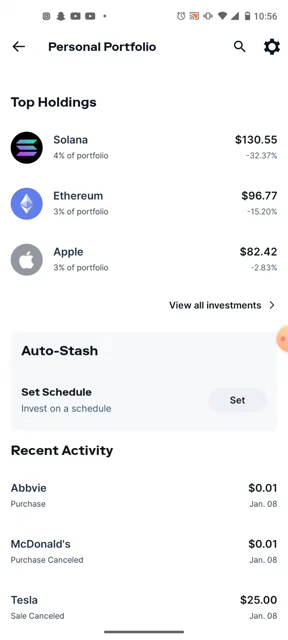 10:56
Personal Portfolio
Top Holdings
Solana $130.55
4% of portfolio -32.37%
Ethereum $96.77
3% of portfolio -15.20%
Apple $82.42
3% of portfolio -2.83%
View all investments
Auto-Stash
Set Schedule
Invest on a schedule
Set
Recent Activity
Abbvie $0.01
Purchase Jan. 08
McDonald's $0.01
Purchase Canceled Jan. 08
Tesla $25.00
Sale Canceled Jan. 08